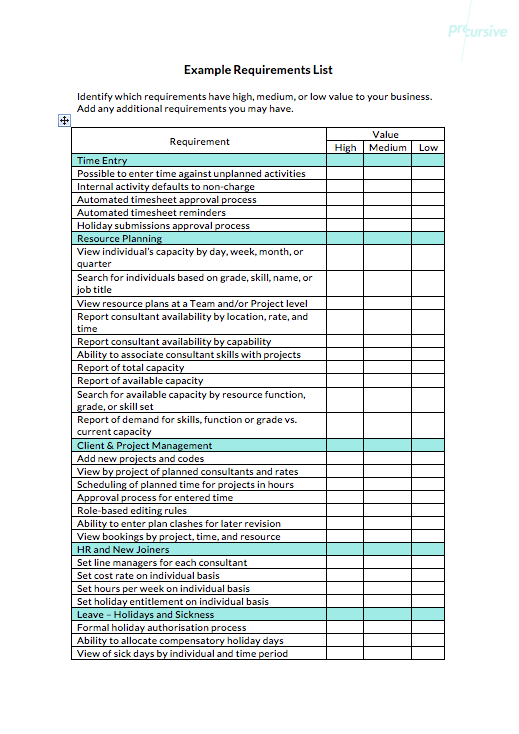 precursive
Example Requirements List
Identify which requirements have high, medium, or low value to your business.
Add any additional requirements you may have.
Requirement
Value
High Medium Low
Time Entry
Possible to enter time against unplanned activities
Internal activity defaults to non-charge
Automated timesheet approval process
Automated timesheet reminders
Holiday submissions approval process
Resource Planning
View individual's capacity by day, week, month, or
quarter
Search for individuals based on grade, skill, name, or
job title
View resource plans at a Team and/or Project level
Report consultant availability by location, rate, and
time
Report consultant availability by capability
Ability to associate consultant skills with projects
Report of total capacity
Report of available capacity
Search for available capacity by resource function,
grade, or skill set
Report of demand for skills, function or grade vs.
current capacity
Client & Project Management
Add new projects and codes
View by project of planned consultants and rates
Scheduling of planned time for projects in hours
Approval process for entered time
Role-based editing rules
Ability to enter plan clashes for later revision
View bookings by project, time, and resource
HR and New Joiners
Set line managers for each consultant
Set cost rate on individual basis
Set hours per week on individual basis
Set holiday entitlement on individual basis
Leave – Holidays and Sickness
Formal holiday authorisation process
Ability to allocate compensatory holiday days
View of sick days by individual and time period